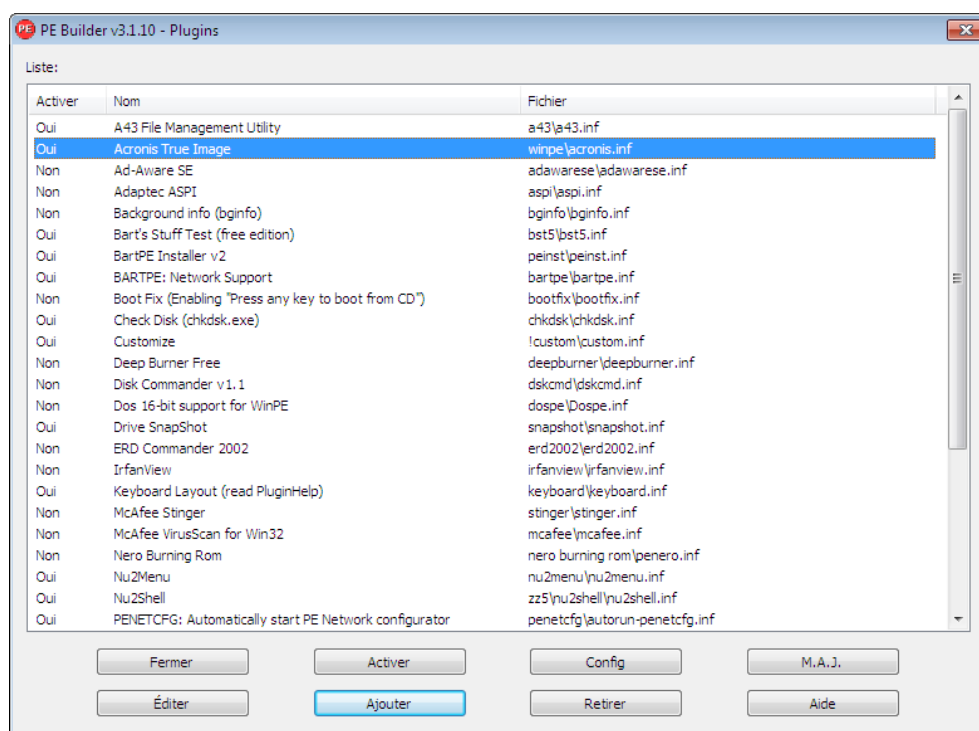 PE Builder v3.1.10 - Plugins
Liste:
Activer Nom Fichier
Oui A43 File Management Utility a43\a43.inf
Oui Acronis True Image winpe\acronis.inf
Non Ad-Aware SE adawarese\adawarese.inf
Non Adaptec ASPI aspi\aspi.inf
Non Background info (bginfo) bginfo\bginfo.inf
Oui Bart's Stuff Test (free edition) bst5\bst5.inf
Oui BartPE Installer v2 peinst\peinst.inf
Oui BARTPE: Network Support bartpe\bartpe.inf
Non Boot Fix (Enabling "Press any key to boot from CD") bootfix\bootfix.inf
Oui Check Disk (chkdsk.exe) chkdsk\chkdsk.inf
Oui Customize !custom\custom.inf
Non Deep Burner Free deepburner\deepburner.inf
Non Disk Commander v1.1 dskcmd\dskcmd.inf
Non Dos 16-bit support for WinPE dospe\Dospe.inf
Oui Drive SnapShot snapshot\snapshot.inf
Non ERD Commander 2002 erd2002\erd2002.inf
Non IrfanView irfanview\irfanview.inf
Oui Keyboard Layout (read PluginHelp) keyboard\keyboard.inf
Non McAfee Stinger stinger\stinger.inf
Non McAfee VirusScan for Win32 mcafee\mcafee.inf
Non Nero Burning Rom nero burning rom\penero.inf
Oui Nu2Menu nu2menu\nu2menu.inf
Oui Nu2Shell zz5\nu2shell\nu2shell.inf
Oui PENETCFG: Automatically start PE Network configurator penetcfg\autorun-penetcfg.inf
Fermer Activer Config M.A.J.
Éditer Ajouter Retirer Aide